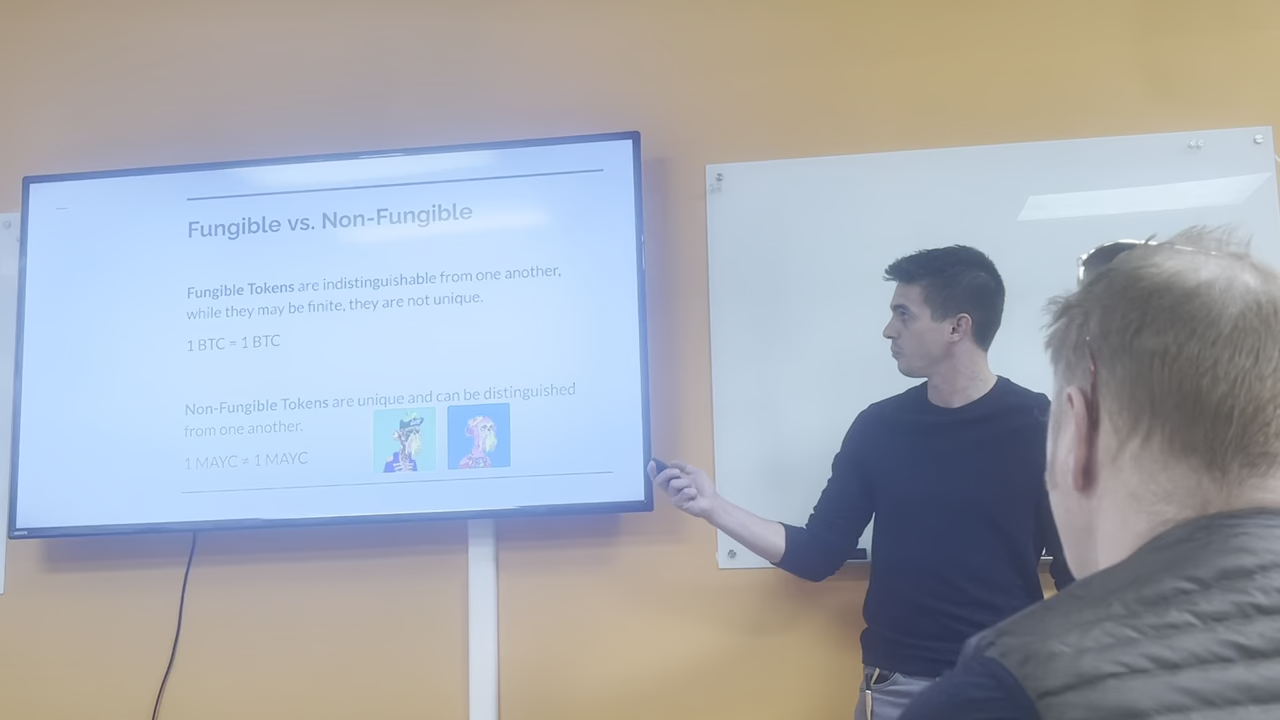 Fungible vs. Non-Fungible
Fungible Tokens are indistinguishable from one another,
while they may be finite, they are not unique.
1 BTC = 1 BTC
Non-Fungible Tokens are unique and can be distinguished
from one another.
1 MAYC ≠ 1 MAYC